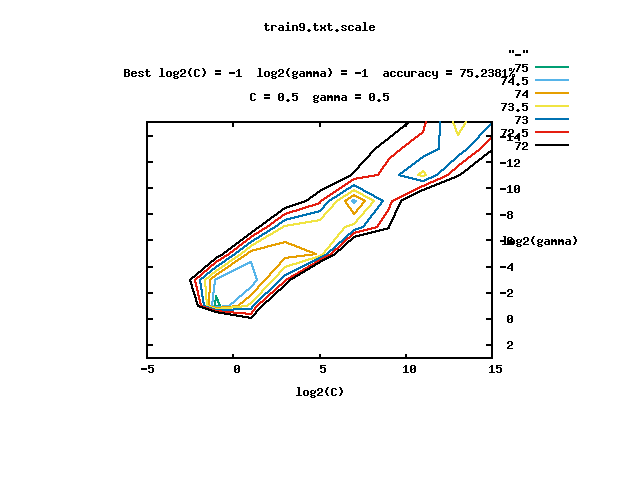 train9.txt.scale
"-"
Best log2(C) = -1  log2(gamma) = -1  accuracy = 75.2381%
75
74.5
C = 0.5  gamma = 0.5
74
73.5
73
72.5
72
-14
-12
-10
-8
-6
log2(gamma)
-4
-2
0
2
-5 0 5 10 15
log2(C)